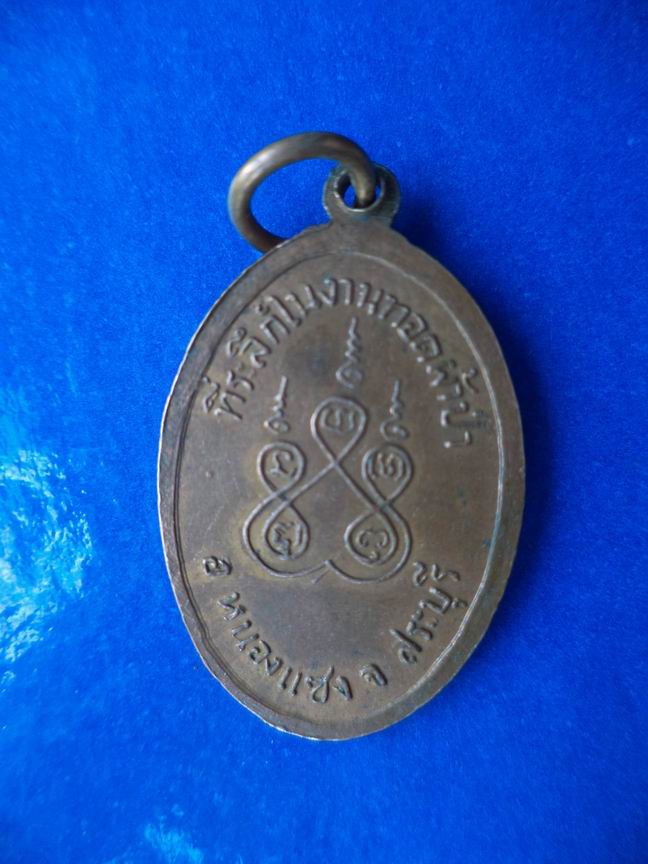 ที่ระลึกในงานทอดผ้าป่า
อ หนองแซง จ สระบุรี